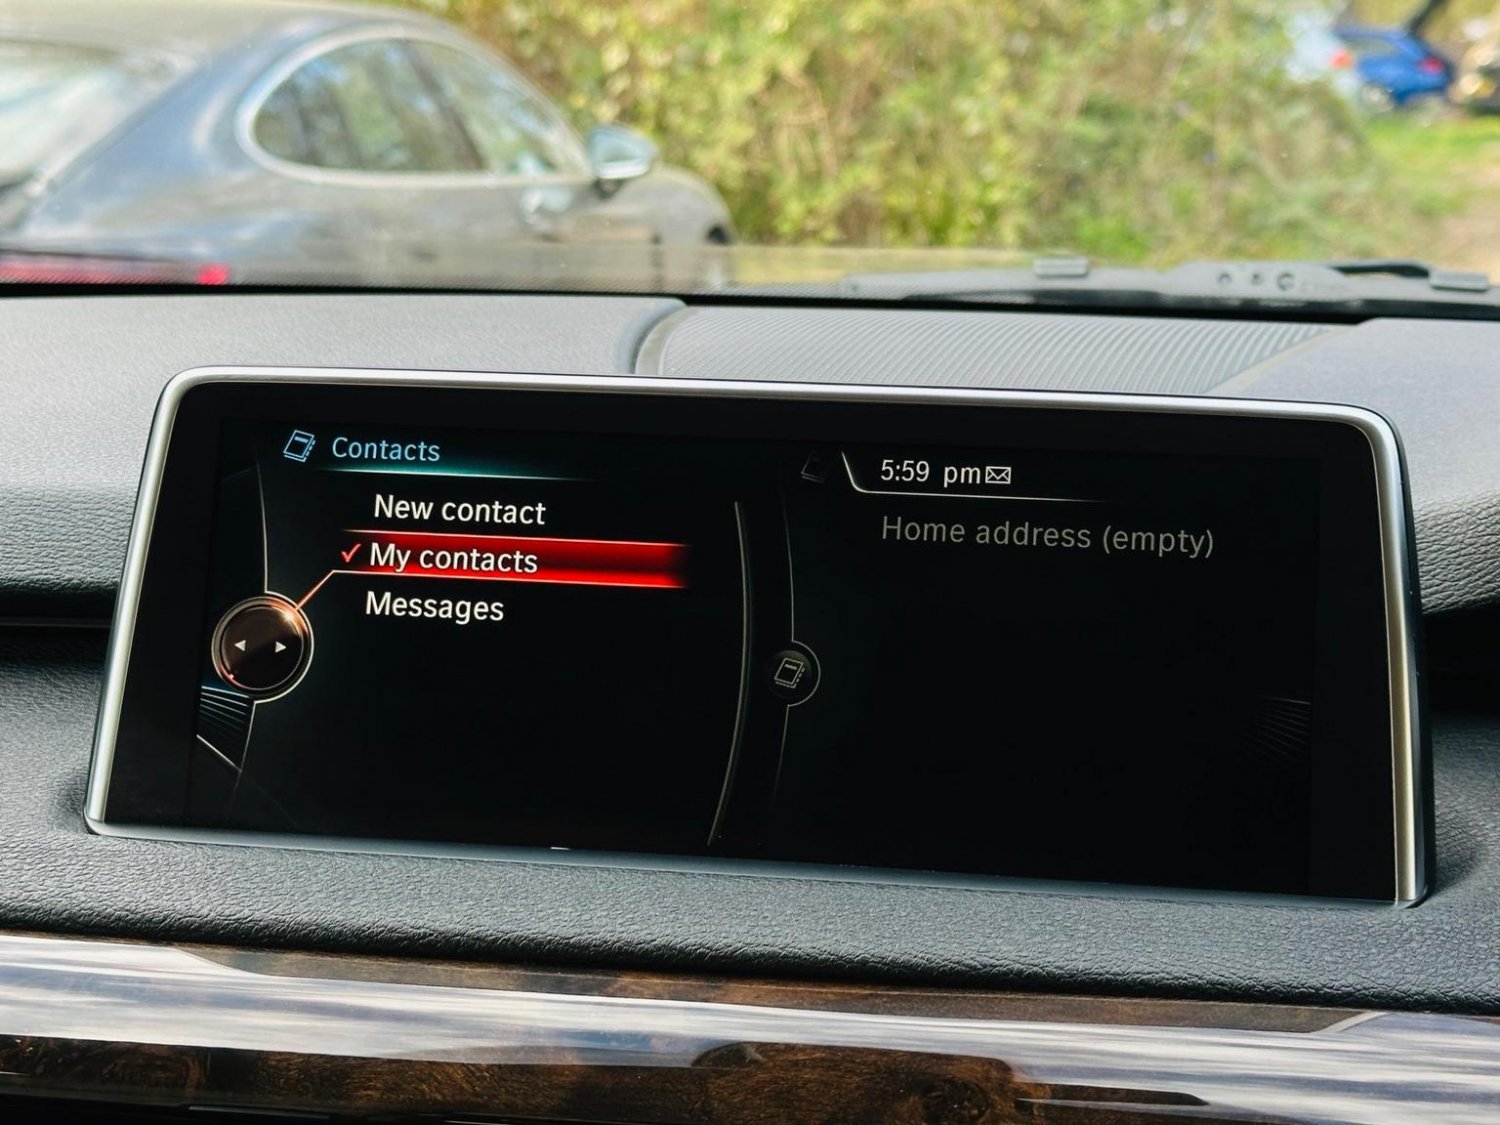 Contacts
New contact
My contacts
Messages
5:59 pm
Home address (empty)